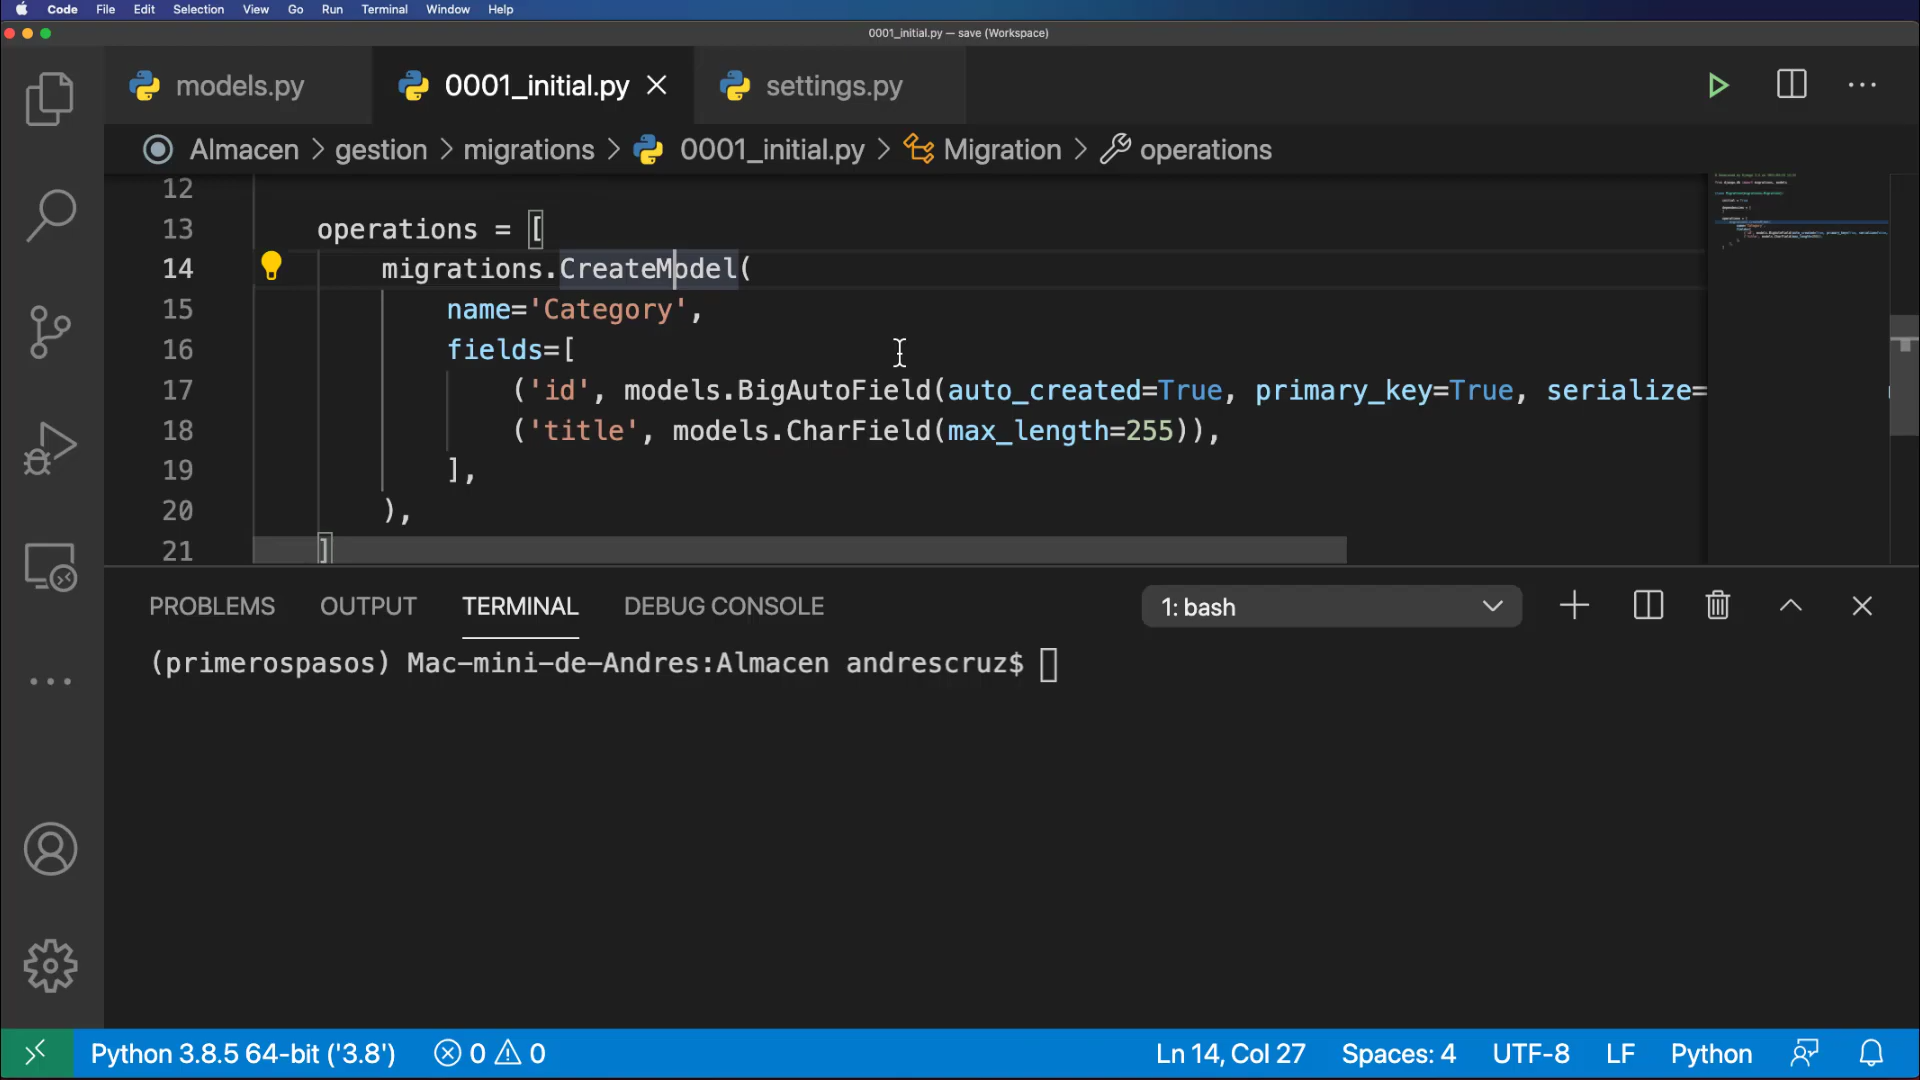 Code File Edit Selection View Go Run Terminal Window Help
0001_initial.py — save (Workspace)
models.py 0001_initial.py settings.py
Almacen > gestion > migrations > 0001_initial.py > Migration > operations
12
13 operations = [
14 migrations.CreateModel(
15 name='Category',
16 fields=[
17 ('id', models.BigAutoField(auto_created=True, primary_key=True, serialize=
18 ('title', models.CharField(max_length=255)),
19 ],
20 ),
21 ]
PROBLEMS OUTPUT TERMINAL DEBUG CONSOLE 1: bash
(primerospasos) Mac-mini-de-Andres:Almacen andrescruz$
Python 3.8.5 64-bit ('3.8') 0 0 Ln 14, Col 27 Spaces: 4 UTF-8 LF Python